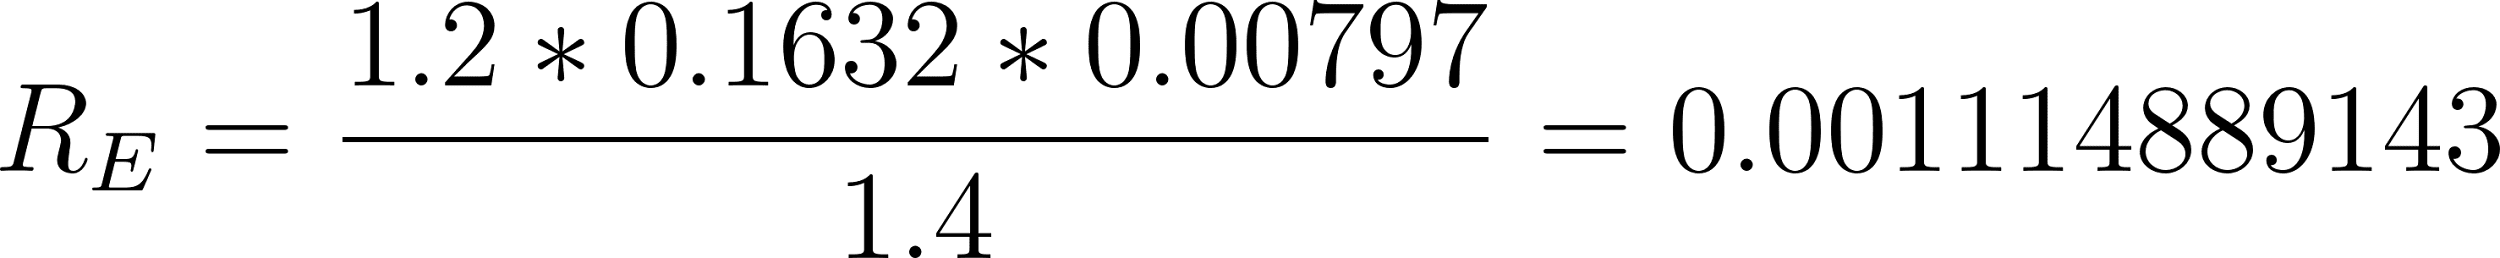 R_E = \frac{1.2 * 0.1632 * 0.00797}{1.4} = 0.001114889143